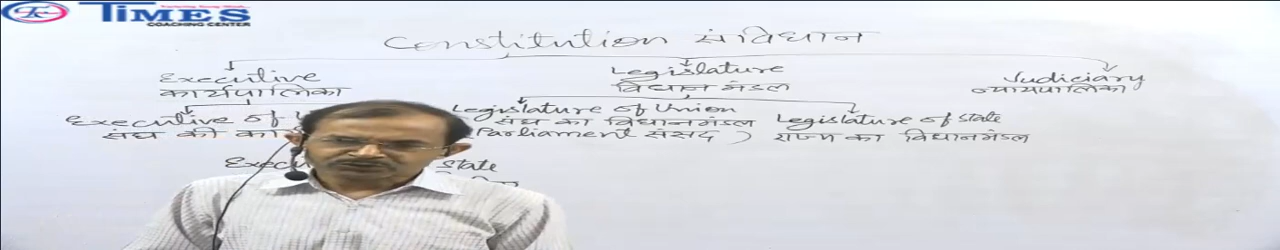 TIMES
COACHING CENTER
Constitution संविधान
Executive
कार्यपालिका
Legislature
विधान मंडल
Judiciary
न्यायपालिका
Executive of
संघ की का
Legislature of Union
संघ का विधानमंडल
Parliament संसद )
Legislature of state
राज्य का विधानमंडल
State